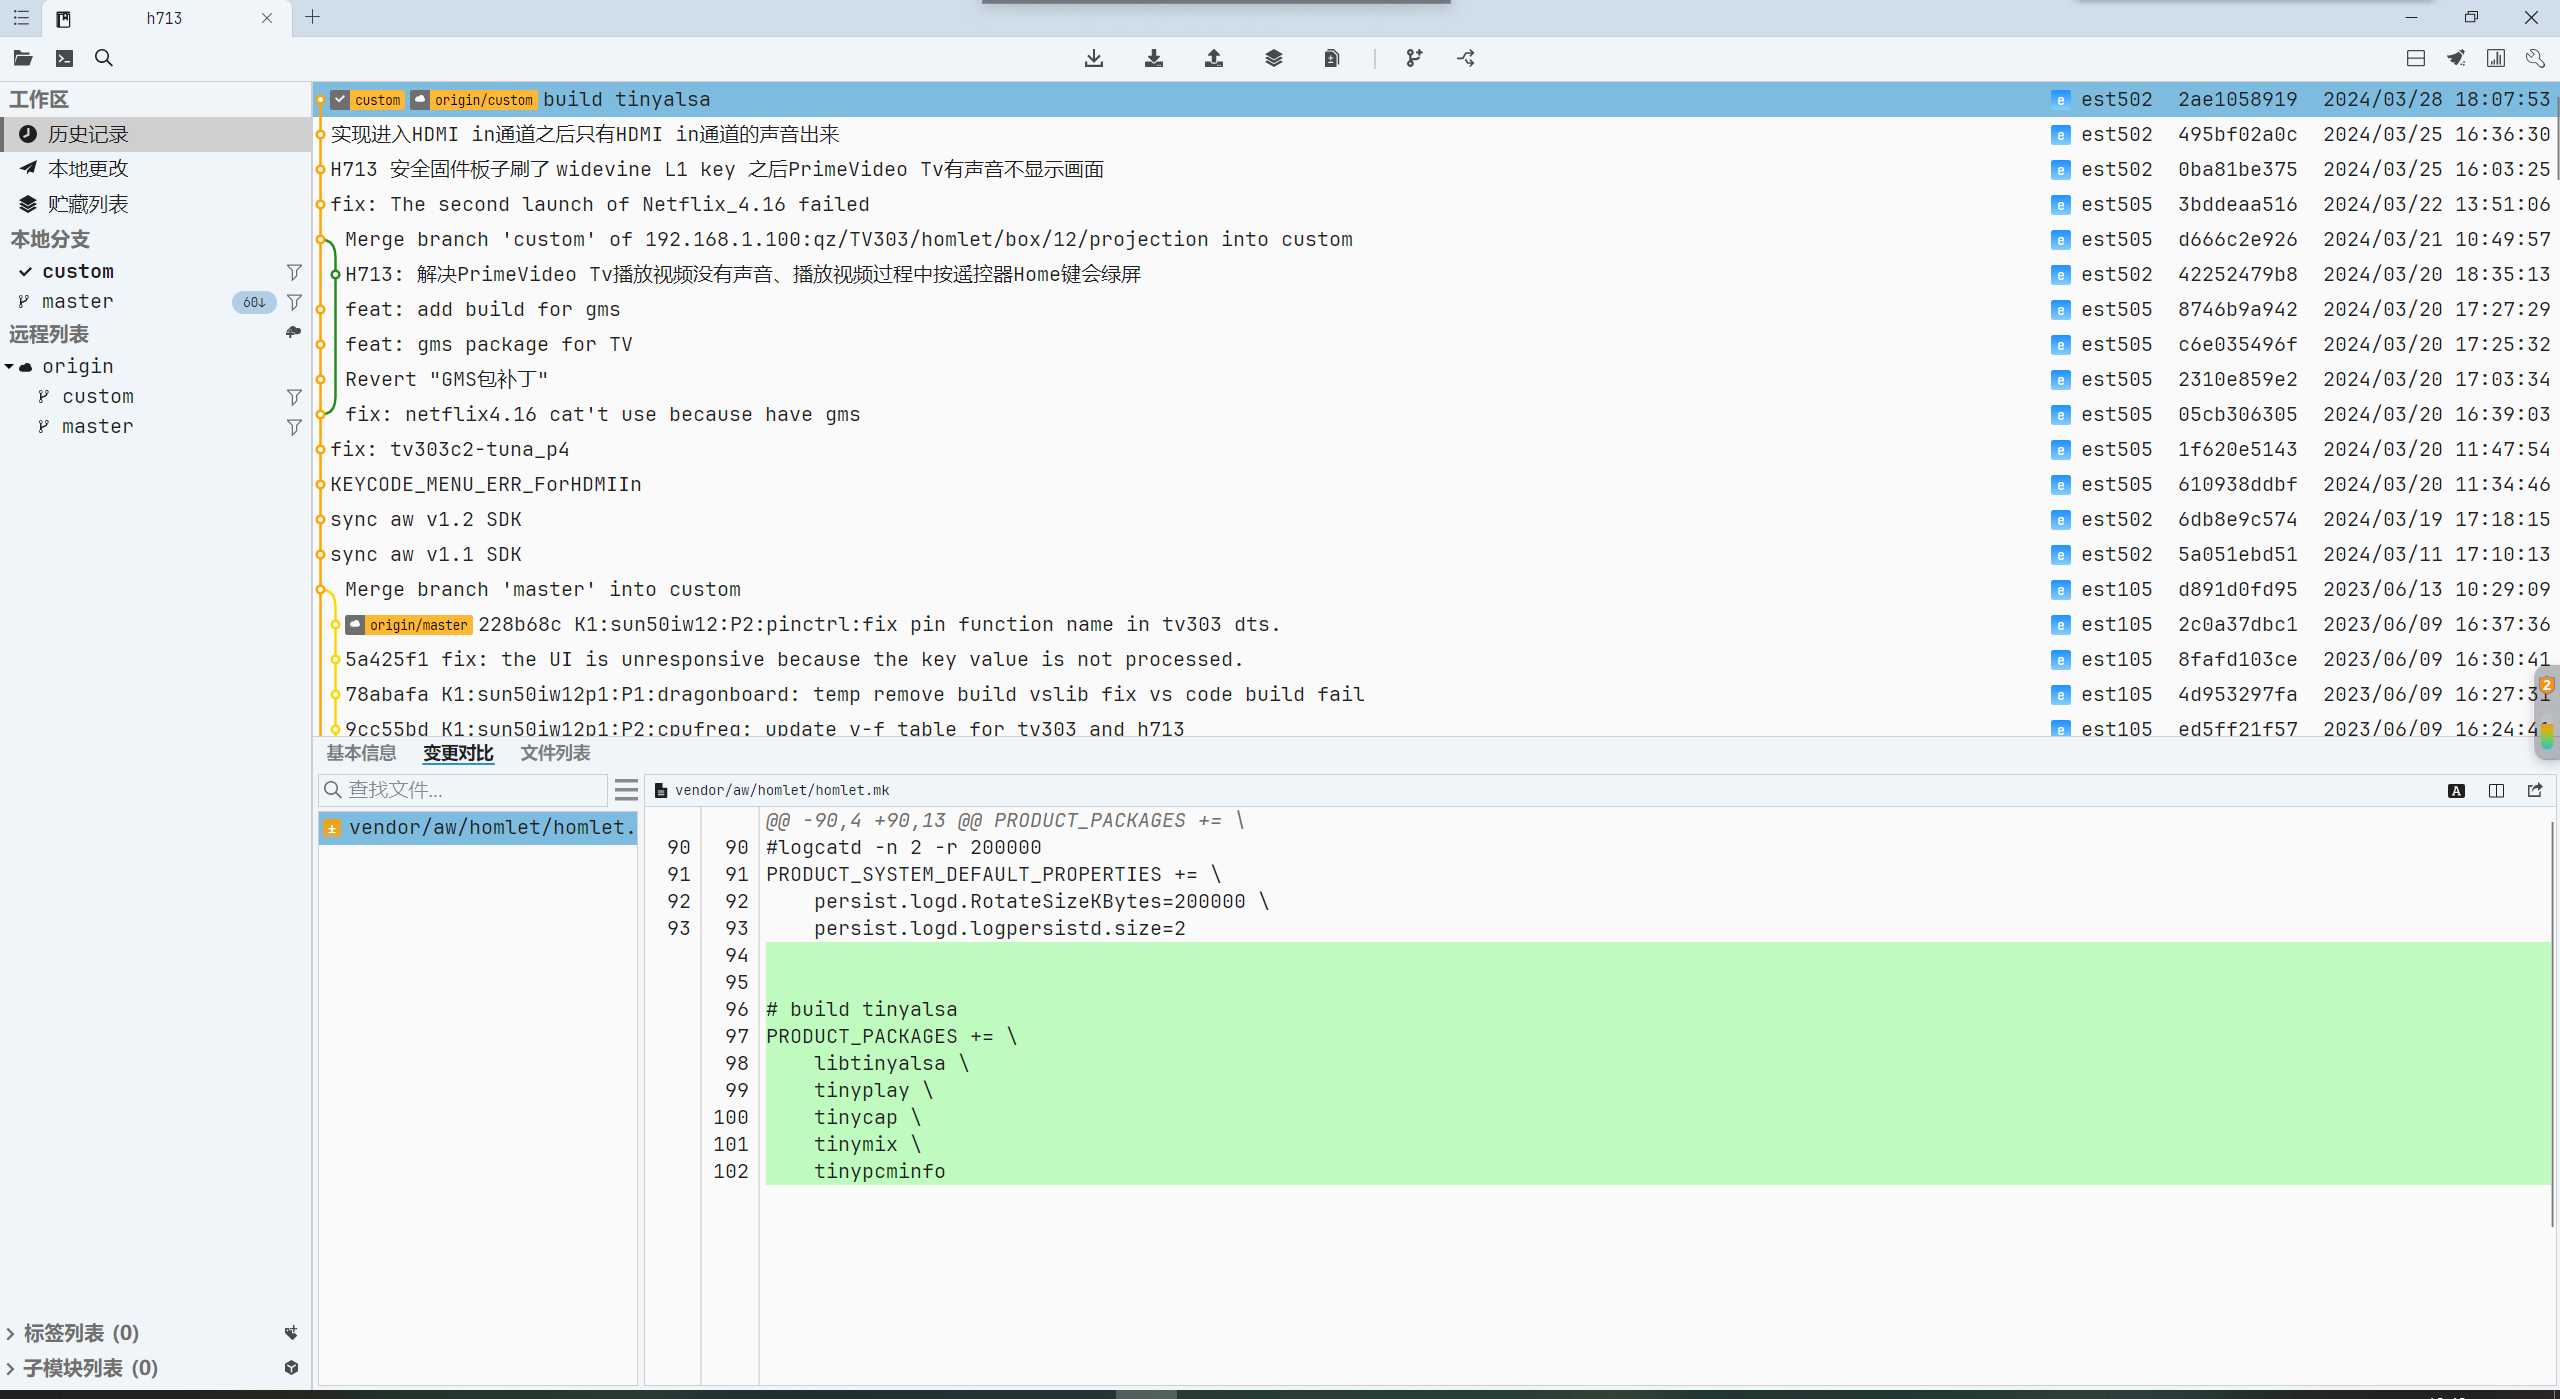 h713
工作区
历史记录
本地更改
贮藏列表
本地分支
custom
master 60↓
远程列表
origin
custom
master
标签列表 (0)
子模块列表 (0)
custom origin/custom build tinyalsa e est502 2ae1058919 2024/03/28 18:07:53
实现进入HDMI in通道之后只有HDMI in通道的声音出来 e est502 495bf02a0c 2024/03/25 16:36:30
H713 安全固件板子刷了 widevine L1 key 之后PrimeVideo Tv有声音不显示画面 e est502 0ba81be375 2024/03/25 16:03:25
fix: The second launch of Netflix_4.16 failed e est505 3bddeaa516 2024/03/22 13:51:06
Merge branch 'custom' of 192.168.1.100:qz/TV303/homlet/box/12/projection into custom e est505 d666c2e926 2024/03/21 10:49:57
H713: 解决PrimeVideo Tv播放视频没有声音、播放视频过程中按遥控器Home键会绿屏 e est502 42252479b8 2024/03/20 18:35:13
feat: add build for gms e est505 8746b9a942 2024/03/20 17:27:29
feat: gms package for TV e est505 c6e035496f 2024/03/20 17:25:32
Revert "GMS包补丁" e est505 2310e859e2 2024/03/20 17:03:34
fix: netflix4.16 cat't use because have gms e est505 05cb306305 2024/03/20 16:39:03
fix: tv303c2-tuna_p4 e est505 1f620e5143 2024/03/20 11:47:54
KEYCODE_MENU_ERR_ForHDMIIn e est505 610938ddbf 2024/03/20 11:34:46
sync aw v1.2 SDK e est502 6db8e9c574 2024/03/19 17:18:15
sync aw v1.1 SDK e est502 5a051ebd51 2024/03/11 17:10:13
Merge branch 'master' into custom e est105 d891d0fd95 2023/06/13 10:29:09
origin/master 228b68c K1:sun50iw12:P2:pinctrl:fix pin function name in tv303 dts. e est105 2c0a37dbc1 2023/06/09 16:37:36
5a425f1 fix: the UI is unresponsive because the key value is not processed. e est105 8fafd103ce 2023/06/09 16:30:41
78abafa K1:sun50iw12p1:P1:dragonboard: temp remove build vslib fix vs code build fail e est105 4d953297fa 2023/06/09 16:27:31
9cc55bd K1:sun50iw12p1:P2:cpufreq: update v-f table for tv303 and h713 e est105 ed5ff21f57 2023/06/09 16:24:41
2
基本信息 变更对比 文件列表
查找文件...
vendor/aw/homlet/homlet.
vendor/aw/homlet/homlet.mk
@@ -90,4 +90,13 @@ PRODUCT_PACKAGES += \
90 90 #logcatd -n 2 -r 200000
91 91 PRODUCT_SYSTEM_DEFAULT_PROPERTIES += \
92 92 persist.logd.RotateSizeKBytes=200000 \
93 93 persist.logd.logpersistd.size=2
94
95
96 # build tinyalsa
97 PRODUCT_PACKAGES += \
98 libtinyalsa \
99 tinyplay \
100 tinycap \
101 tinymix \
102 tinypcminfo